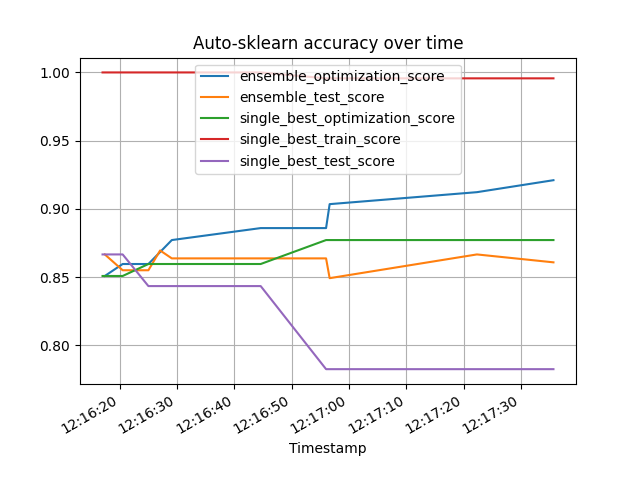 Auto-sklearn accuracy over time
1.00
0.95
0.90
0.85
0.80
ensemble_optimization_score
ensemble_test_score
single_best_optimization_score
single_best_train_score
single_best_test_score
12:16:20
12:16:30
12:16:40
12:16:50
12:17:00
12:17:10
12:17:20
12:17:30
Timestamp